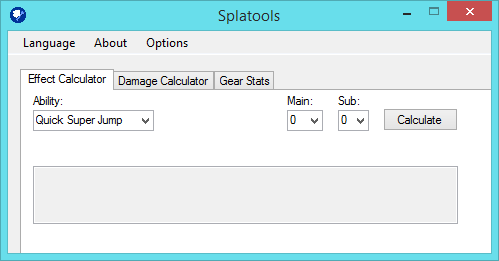 Splatools
Language About Options
Effect Calculator Damage Calculator Gear Stats
Ability: Main: Sub:
Quick Super Jump 0 0 Calculate